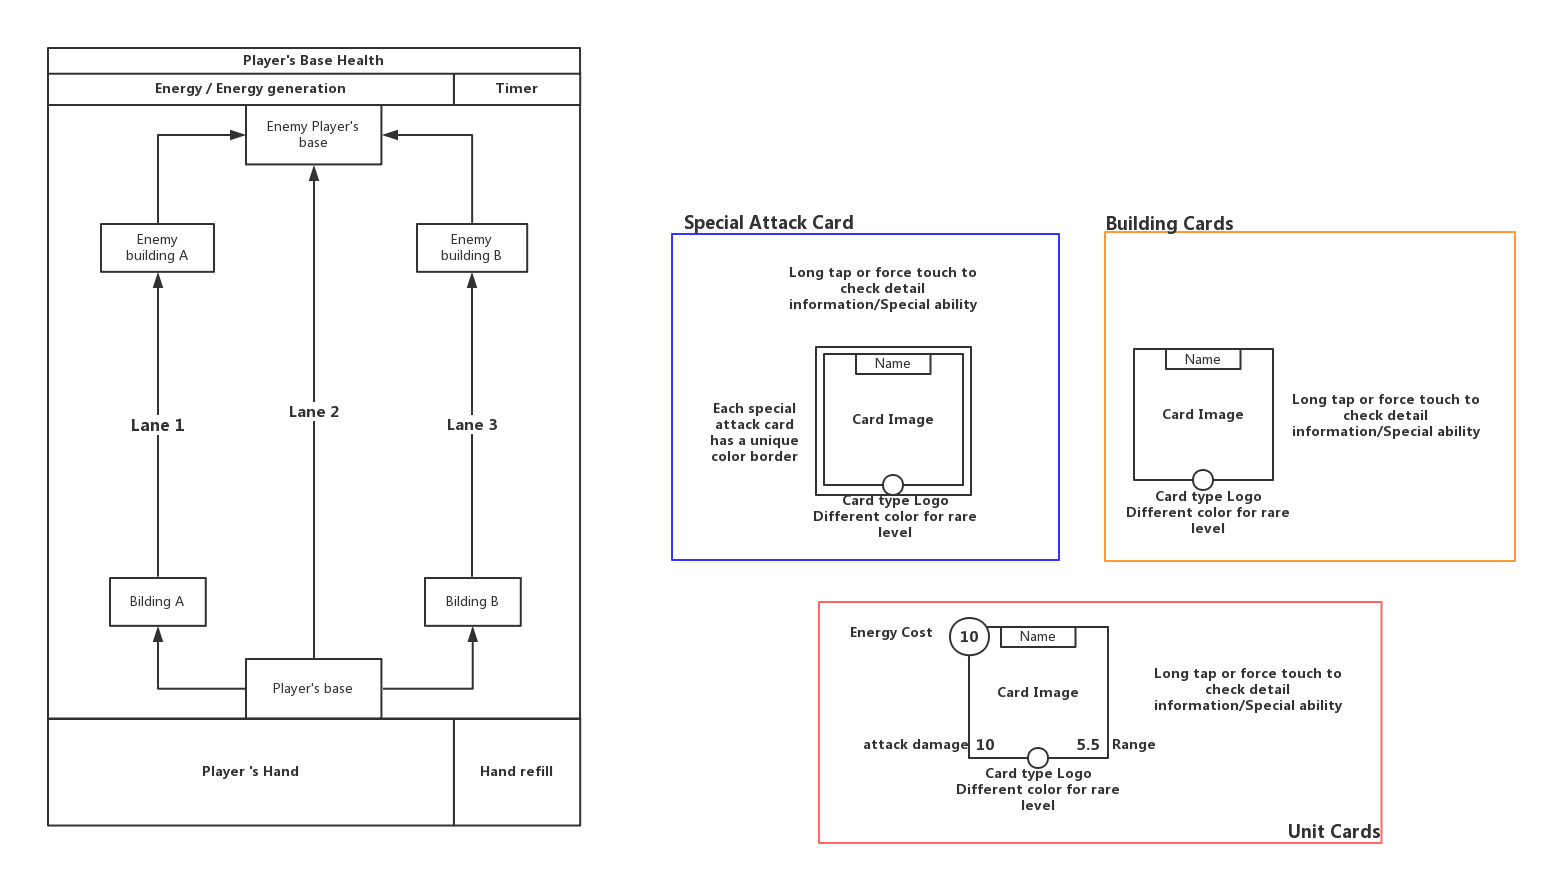 Player's Base Health
Energy / Energy generation
Timer
Enemy Player's
base
Enemy
building A
Enemy
building B
Lane 1
Lane 2
Lane 3
Bilding A
Bilding B
Player's base
Player 's Hand
Hand refill
Special Attack Card
Long tap or force touch to
check detail
information/Special ability
Name
Each special
attack card
has a unique
color border
Card Image
Card type Logo
Different color for rare
level
Building Cards
Name
Card Image
Long tap or force touch to
check detail
information/Special ability
Card type Logo
Different color for rare
level
Energy Cost
10
Name
Card Image
Long tap or force touch to
check detail
information/Special ability
attack damage
10
5.5
Range
Card type Logo
Different color for rare
level
Unit Cards